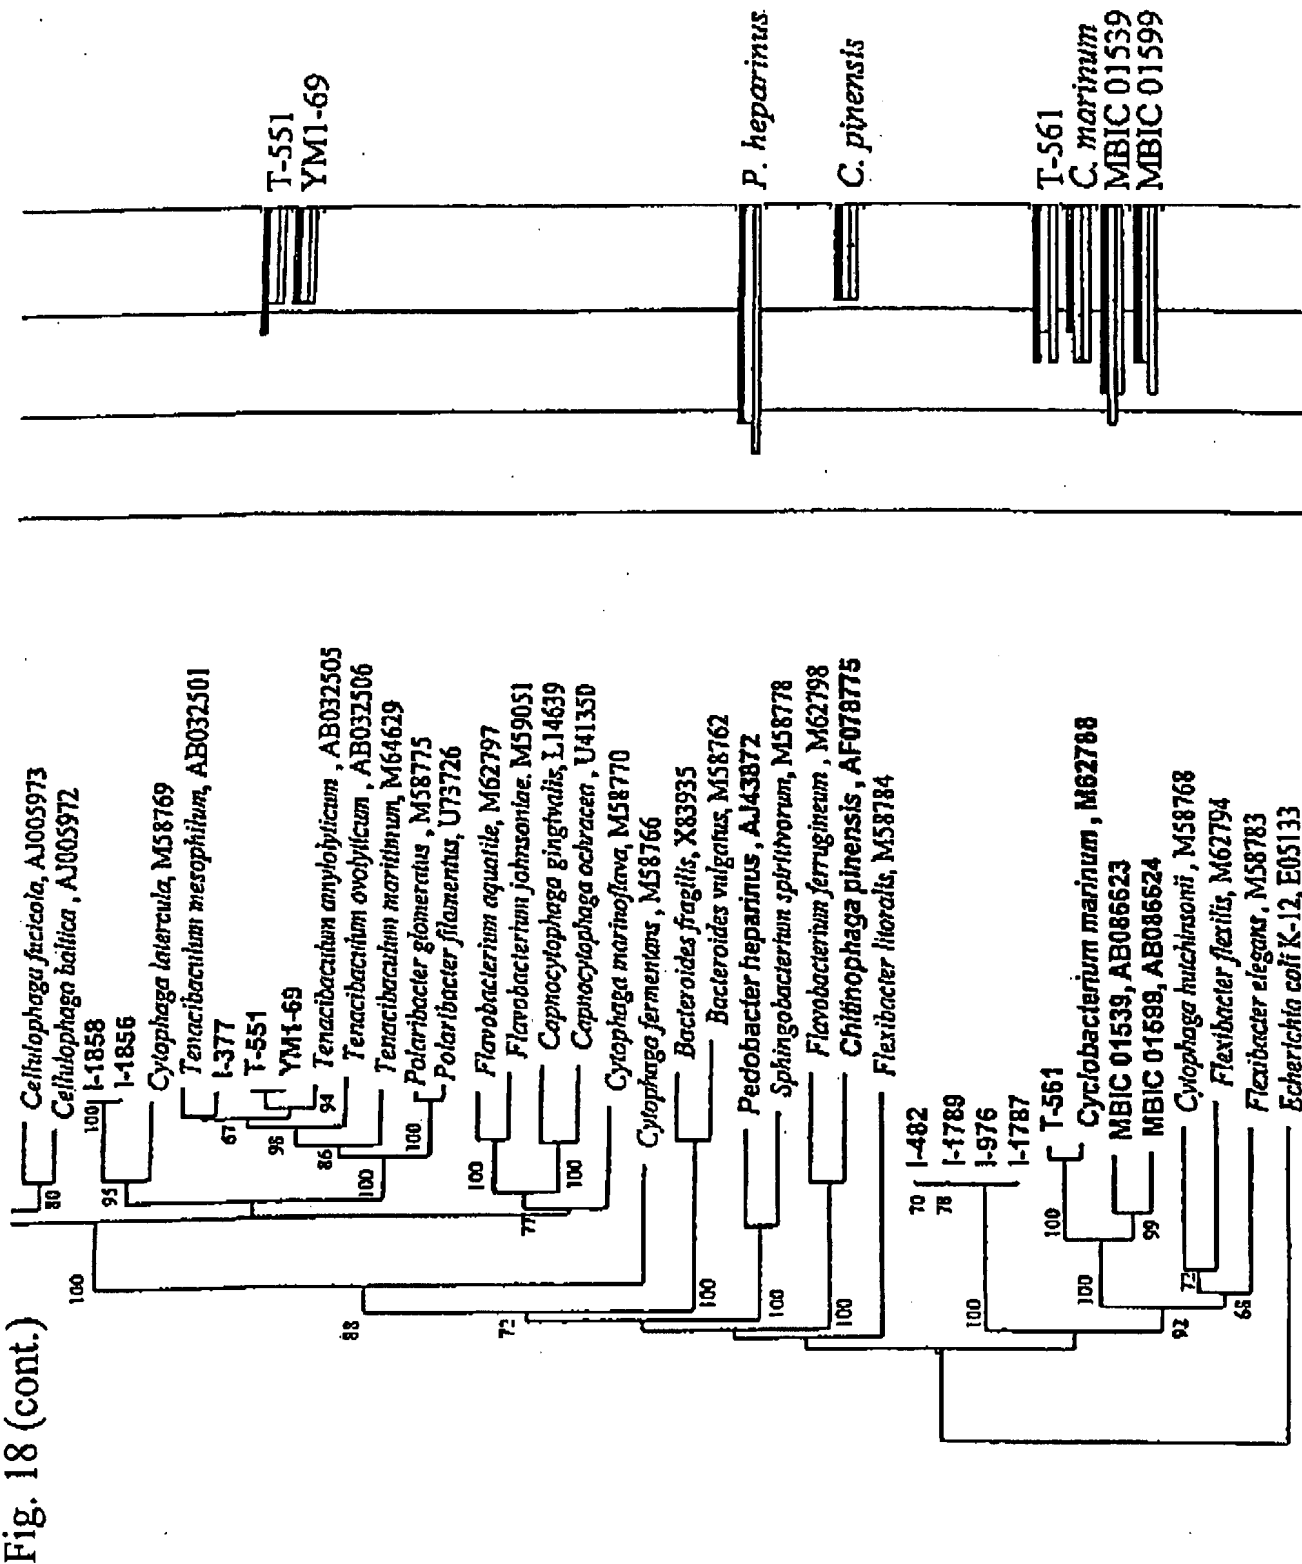 Fig. 18 (cont.)
Cellulophaga fucicola, AJ005973
Cellulophaga baltica, AJ005972
I-1858
I-1856
Cytophaga latercula, M58769
Tenacibaculum mesophilum, AB032501
I-377
T-551
YM1-69
Tenacibaculum amylolyticum, AB032505
Tenacibaculum ovolyticum, AB032506
Tenacibaculum maritimum, M64629
Polaribacter glomeratus, M58775
Polaribacter filamentus, U73726
Flavobacterium aquatile, M62797
Flavobacterium johnsoniae, M59051
Capnocytophaga gingivalis, L14639
Capnocytophaga ochracea, U41350
Cytophaga marinoflava, M58770
Cytophaga fermentans, M58766
Bacteroides fragilis, X83935
Bacteroides vulgatus, M58762
Pedobacter heparinus, AJ43872
Sphingobacterium spiritivorum, M58778
Flavobacterium ferrugineum, M62798
Chitinophaga pinensis, AF078775
Flexibacter litoralis, M58784
I-482
I-1789
I-976
I-1787
T-561
Cyclobacterium marinum, M62788
MBIC 01539, AB086623
MBIC 01599, AB086624
Cytophaga hutchinsonii, M58768
Flexibacter flexilis, M62794
Flexibacter elegans, M58783
Echerichia coli K-12, E05133
80
100
95
67
94
98
86
100
100
100
100
77
100
88
100
72
100
100
70
78
100
100
99
100
72
68
92
T-551
YM1-69
P. heparinus
C. pinensis
T-561
C. marinum
MBIC 01539
MBIC 01599